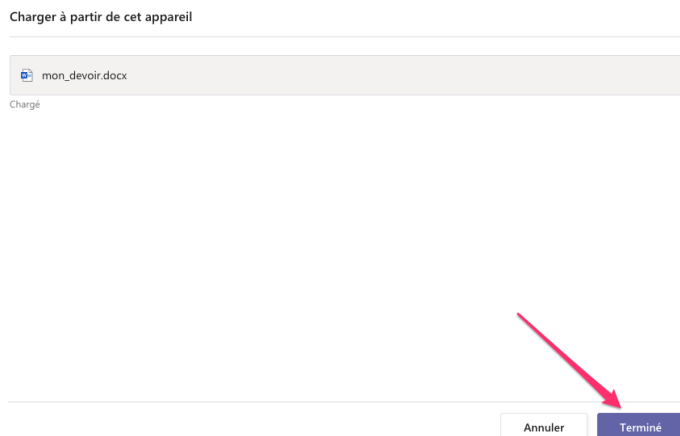 Charger à partir de cet appareil
mon_devoir.docx
Chargé
Annuler Terminé